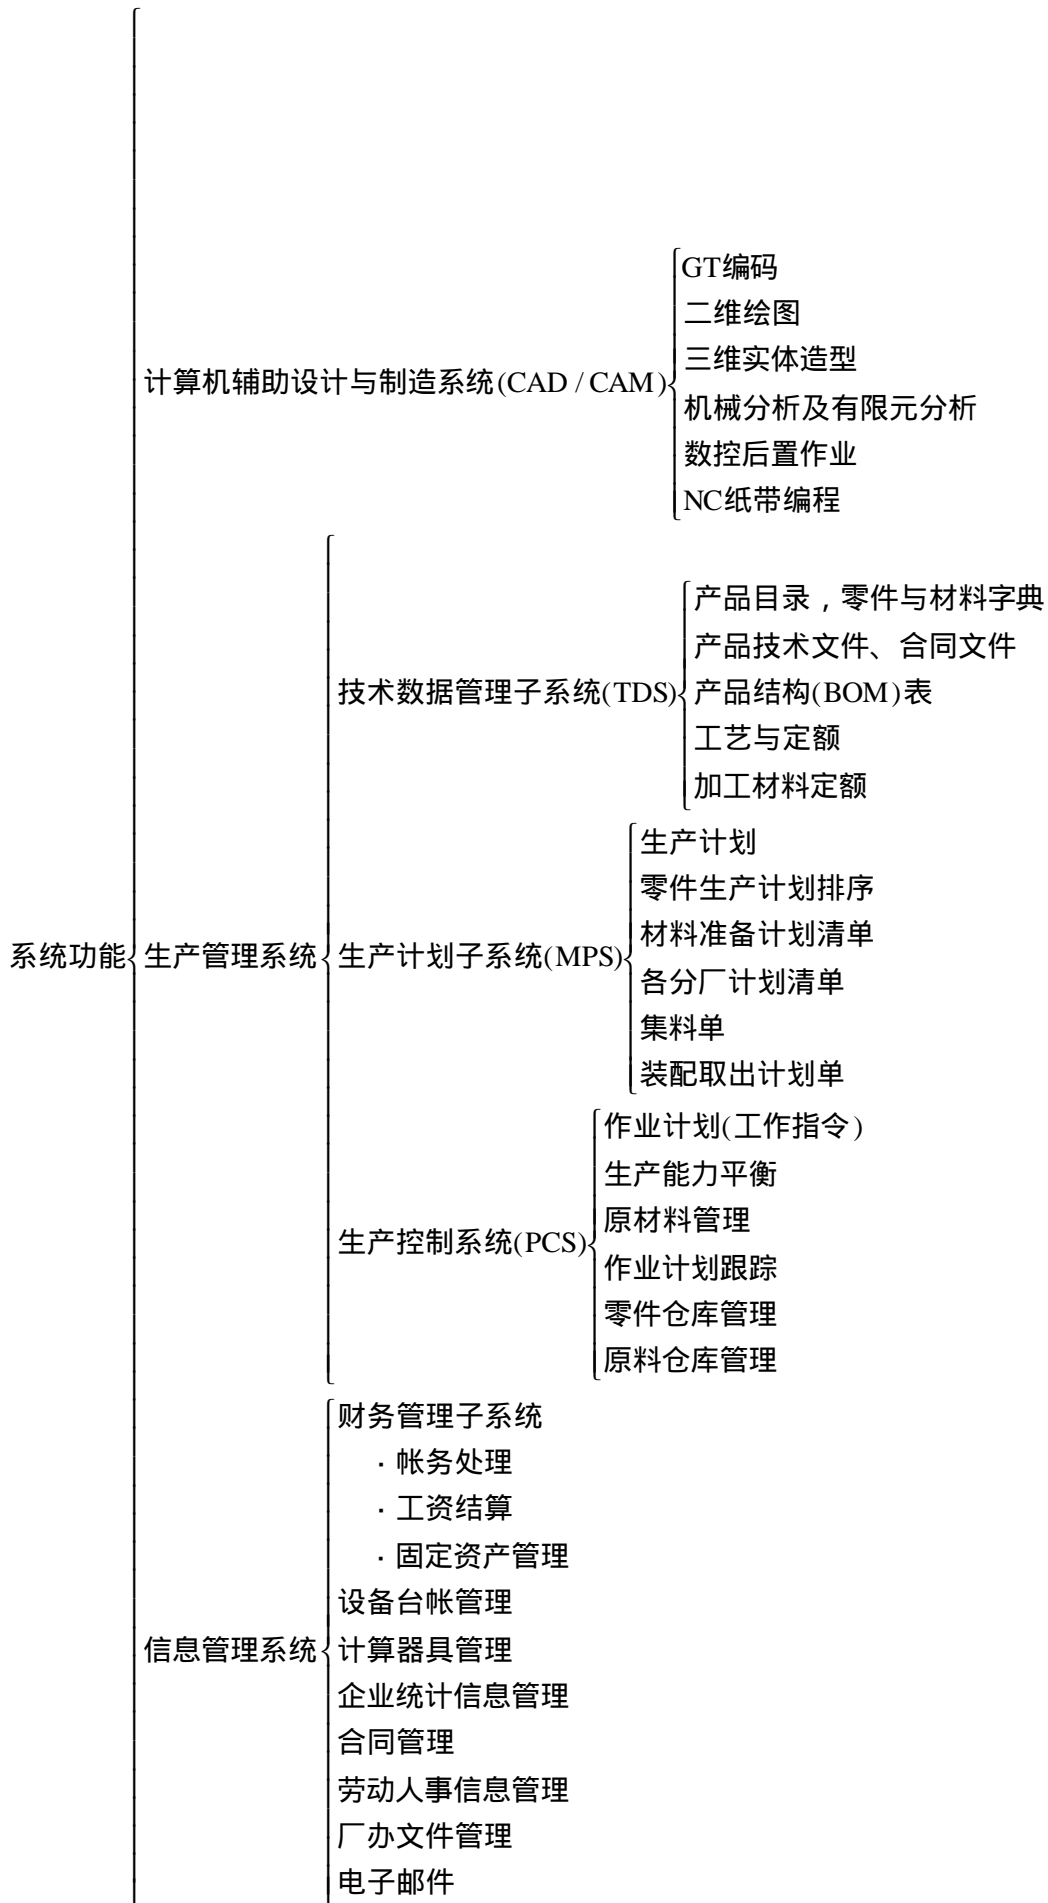 GT编码
二维绘图
三维实体造型
计算机辅助设计与制造系统(CAD / CAM)
机械分析及有限元分析
数控后置作业
NC纸带编程
产品目录，零件与材料字典
产品技术文件、合同文件
技术数据管理子系统(TDS)
产品结构(BOM)表
工艺与定额
加工材料定额
生产计划
零件生产计划排序
材料准备计划清单
系统功能
生产管理系统
生产计划子系统(MPS)
各分厂计划清单
集料单
装配取出计划单
作业计划(工作指令)
生产能力平衡
原材料管理
生产控制系统(PCS)
作业计划跟踪
零件仓库管理
原料仓库管理
财务管理子系统
·帐务处理
·工资结算
·固定资产管理
设备台帐管理
信息管理系统
计算器具管理
企业统计信息管理
合同管理
劳动人事信息管理
厂办文件管理
电子邮件